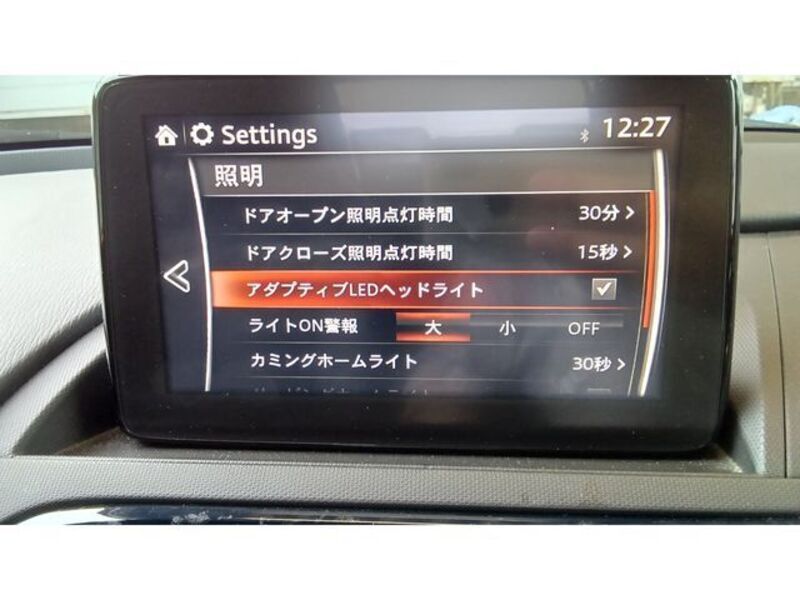 Settings 12:27
照明
ドアオープン照明点灯時間 30分 >
ドアクローズ照明点灯時間 15秒 >
アダプティブLEDヘッドライト
ライトON警報 大 小 OFF
カミングホームライト 30秒 >